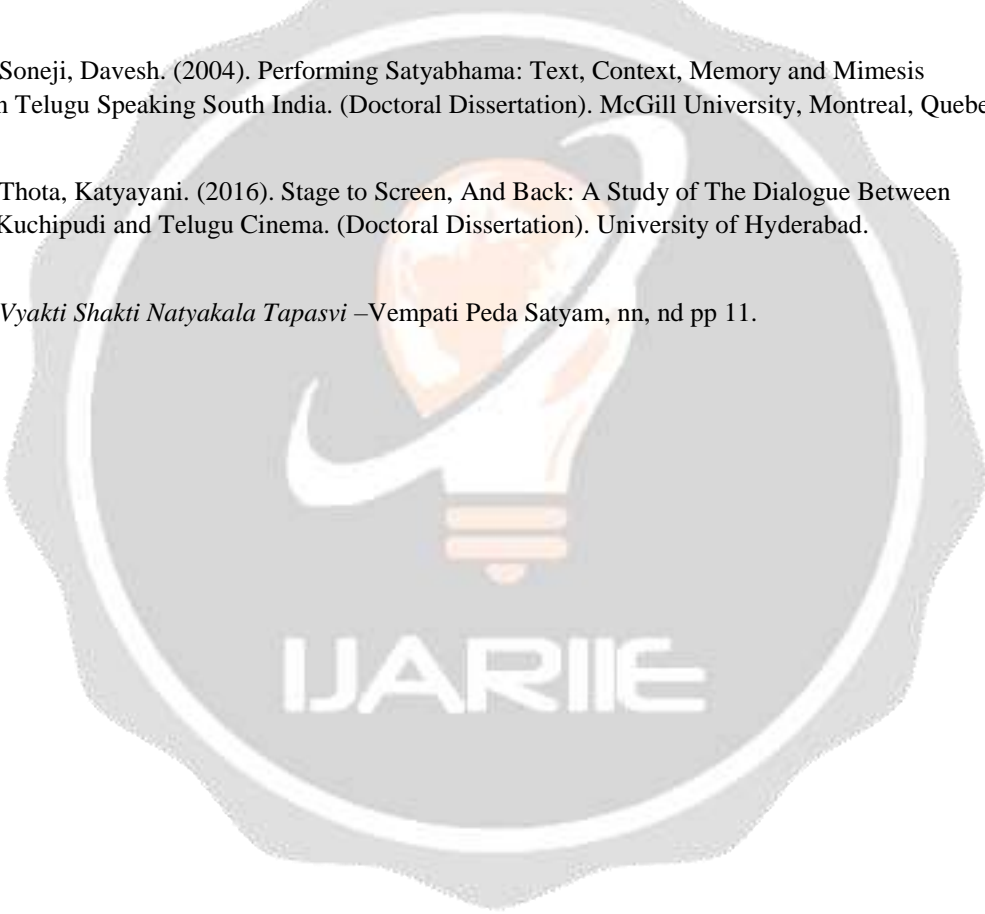 Soneji, Davesh. (2004). Performing Satyabhama: Text, Context, Memory and Mimesis
n Telugu Speaking South India. (Doctoral Dissertation). McGill University, Montreal, Quebe
Thota, Katyayani. (2016). Stage to Screen, And Back: A Study of The Dialogue Between
Kuchipudi and Telugu Cinema. (Doctoral Dissertation). University of Hyderabad.
Vyakti Shakti Natyakala Tapasvi –Vempati Peda Satyam, nn, nd pp 11.
IJARIIE